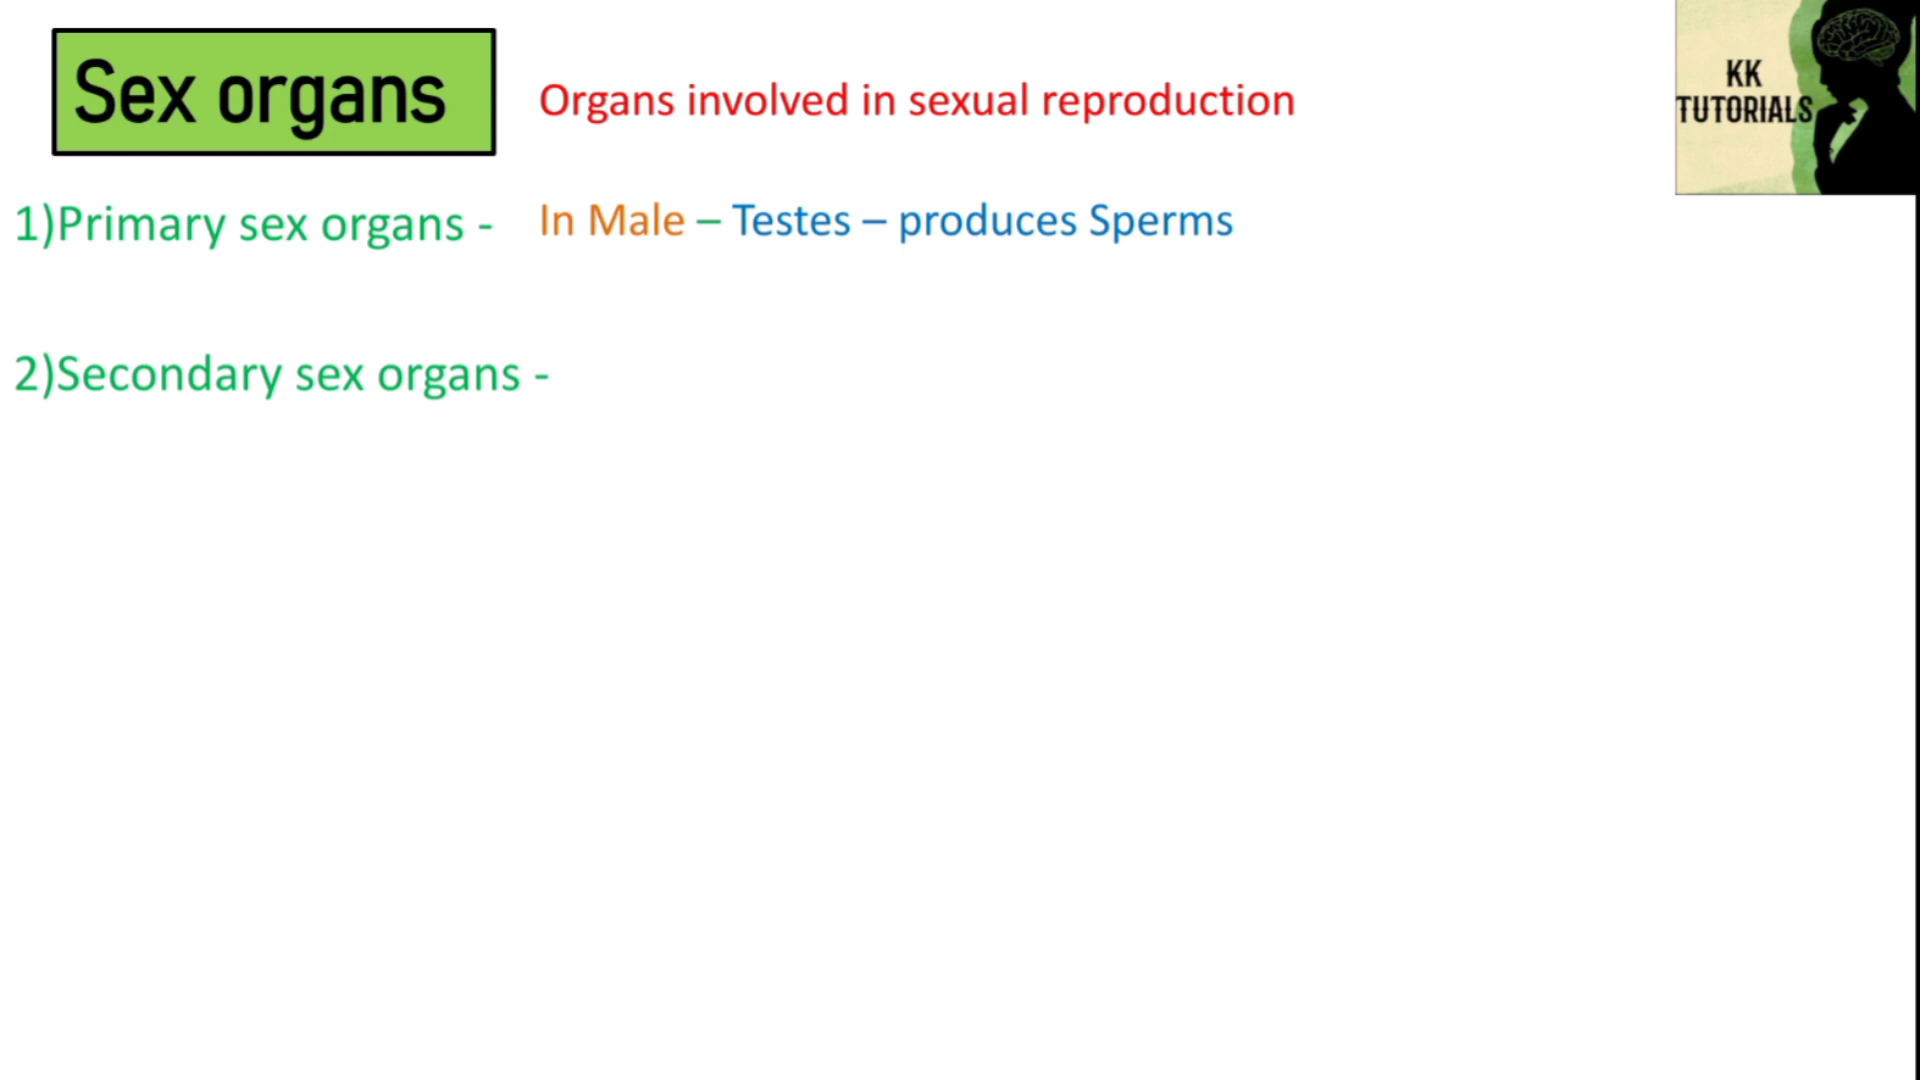 Sex organs
Organs involved in sexual reproduction
KK
TUTORIALS
1)Primary sex organs -
In Male – Testes – produces Sperms
2)Secondary sex organs -